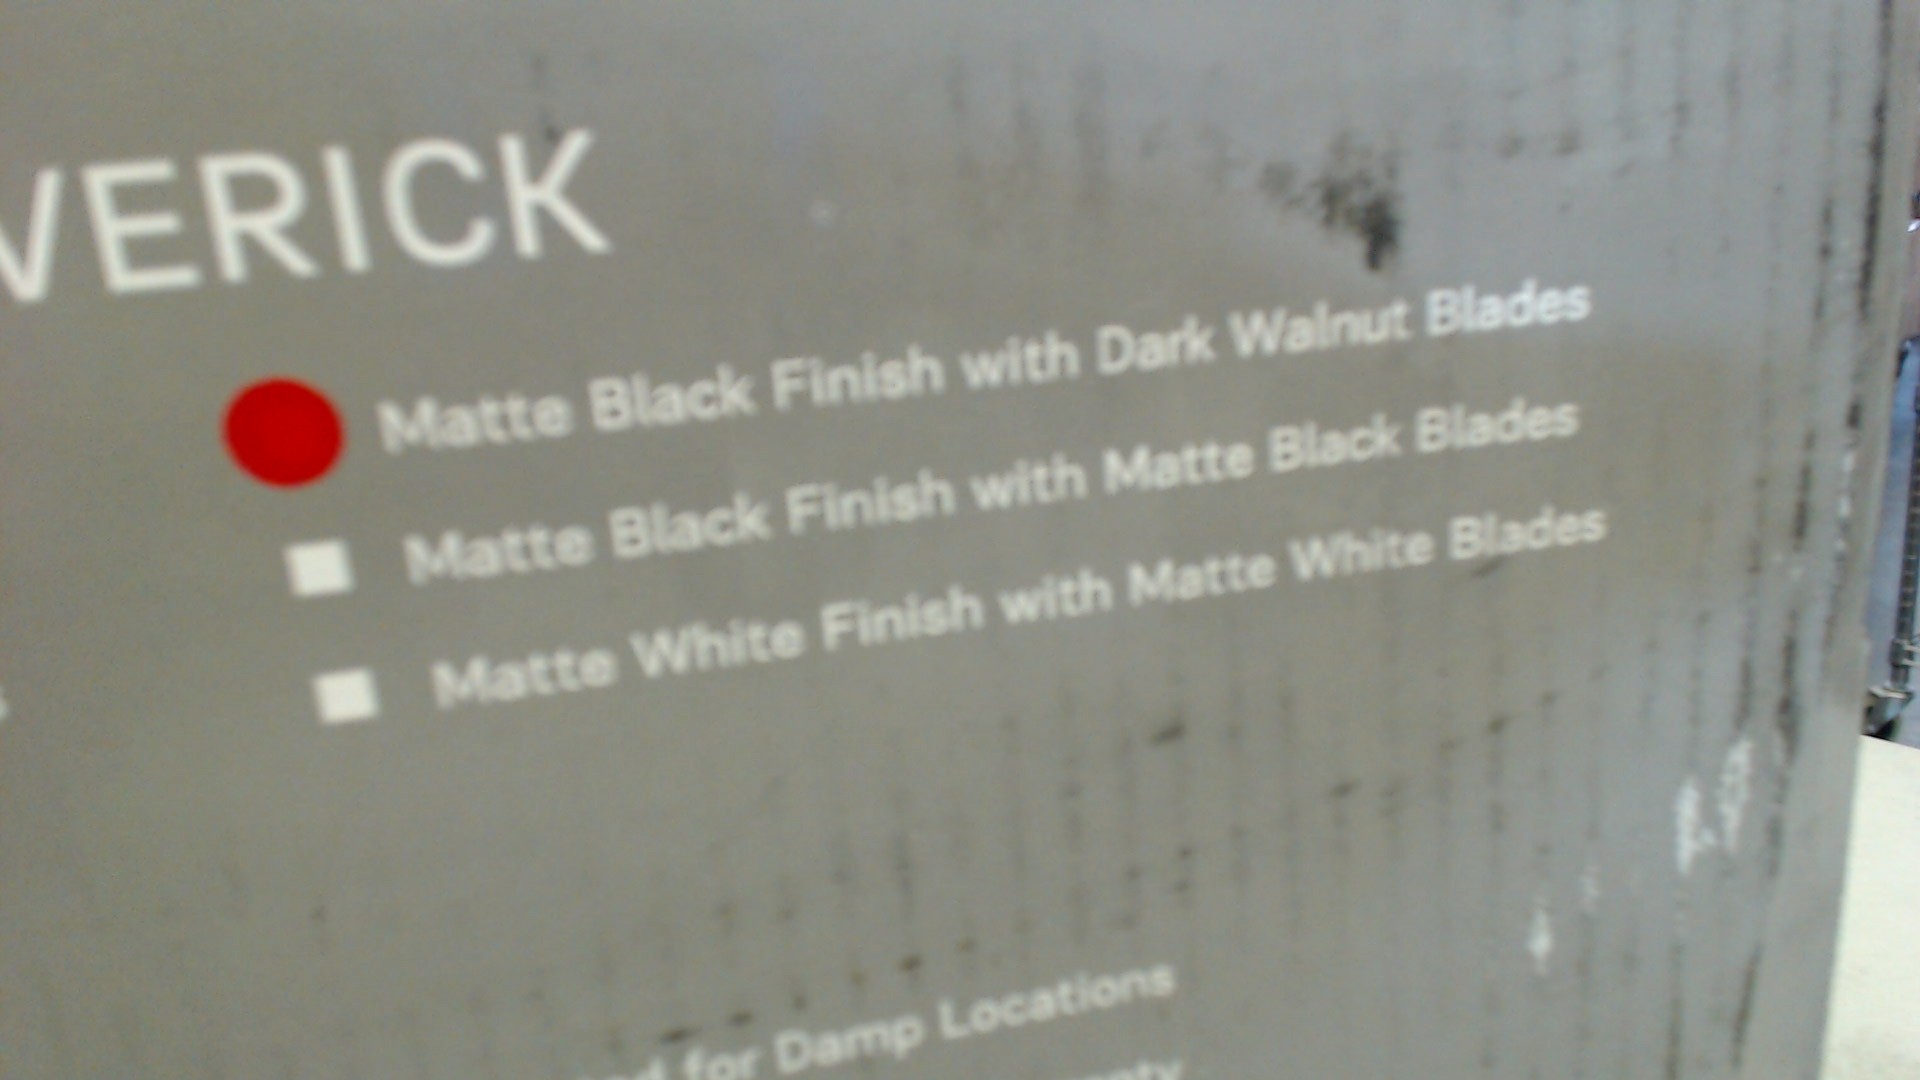 VERICK
Matte Black Finish with Dark Walnut Blades
Matte Black Finish with Matte Black Blades
Matte White Finish with Matte White Blades
for Damp Locations